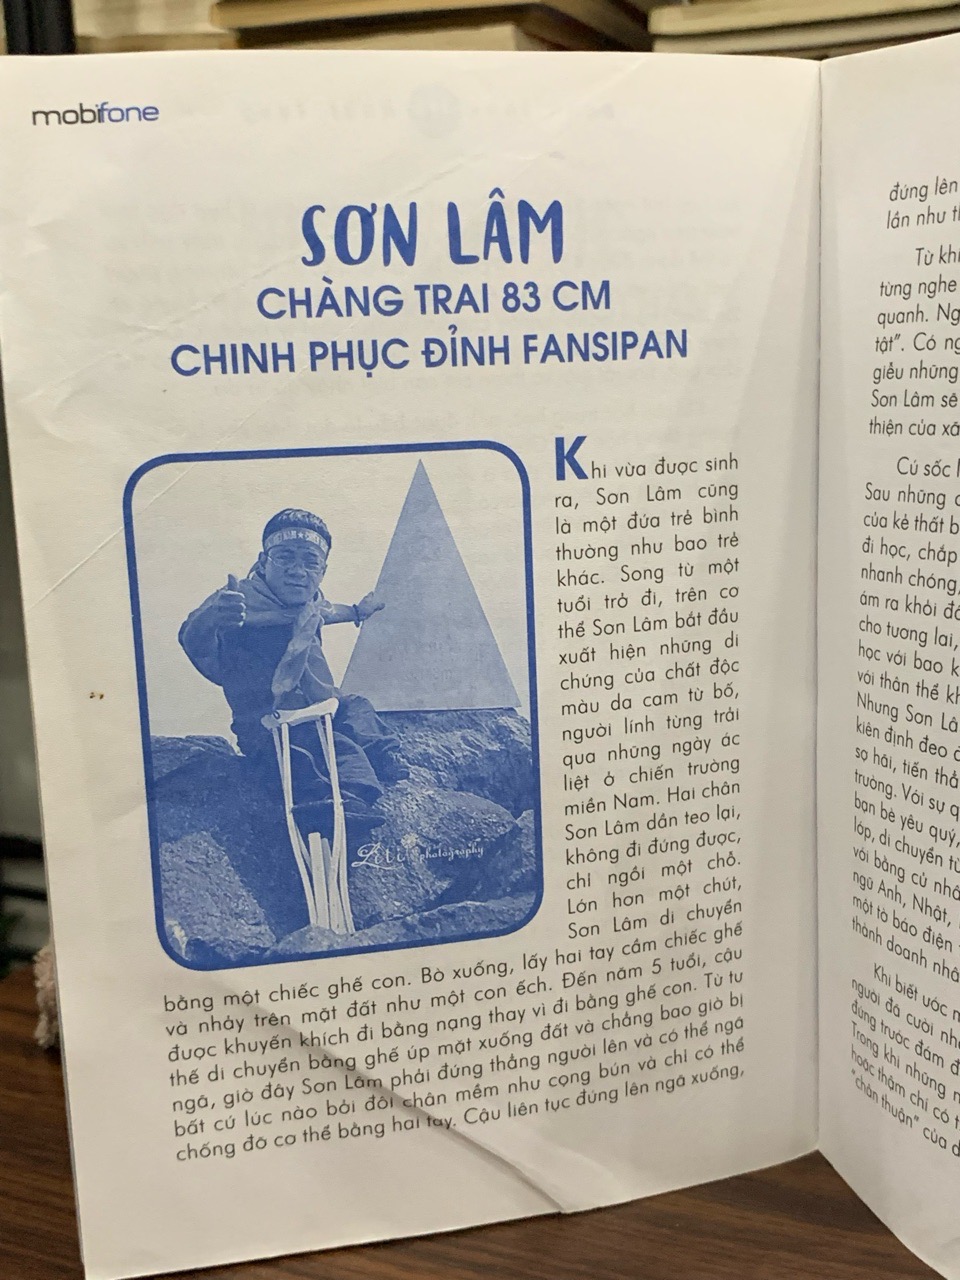 mobifone
SƠN LÂM
CHÀNG TRAI 83 CM
CHINH PHỤC ĐỈNH FANSIPAN
Khi vừa được sinh
ra, Sơn Lâm cũng
là một đứa trẻ bình
thường như bao trẻ
khác. Song từ một
tuổi trở đi, trên cơ
thể Sơn Lâm bắt đầu
xuất hiện những di
chứng của chất độc
màu da cam từ bố,
người lính từng trải
qua những ngày ác
liệt ở chiến trường
miền Nam. Hai chân
Sơn Lâm dần teo lại,
không đi đứng được,
chỉ ngồi một chỗ.
Lớn hơn một chút,
Sơn Lâm di chuyển
bằng một chiếc ghế con. Bò xuống, lấy hai tay cầm chiếc ghế
và nhảy trên mặt đất như một con ếch. Đến năm 5 tuổi, cậu
được khuyến khích đi bằng nạng thay vì đi bằng ghế con. Từ tư
thế di chuyển bằng ghế úp mặt xuống đất và chẳng bao giờ bị
ngã, giờ đây Sơn Lâm phải đứng thẳng người lên và có thể ngã
bất cứ lúc nào bởi đôi chân mềm như cọng bún và chỉ có thể
chống đỡ cơ thể bằng hai tay. Cậu liên tục đứng lên ngã xuống,
photography
đứng lên
lần như
Từ khi
từng nghe
quanh.
tật". Có
giễu những
Sơn Lâm sẽ
thiện của
Cú sốc
Sau những
của kẻ thất
đi học, chắp
nhanh chóng,
ám ra khỏi
cho tương lai,
học với bao
với thân thể
Nhưng Sơn
kiên định đeo
sợ hãi, tiến
trường. Với sự
bạn bè yêu quý,
lớp, di chuyển
với bằng cử
ngữ Anh, Nhật,
một tờ báo điện
thành doanh
Khi biết ước
người đã cười
đứng trước đám
Trong khi những
hoặc thậm chí có
"chân thuận" của